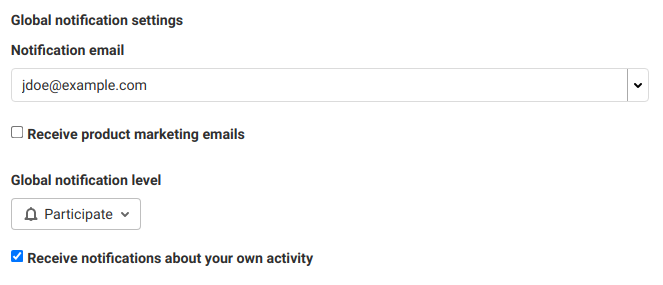 Global notification settings
Notification email
jdoe@example.com
Receive product marketing emails
Global notification level
Participate
Receive notifications about your own activity